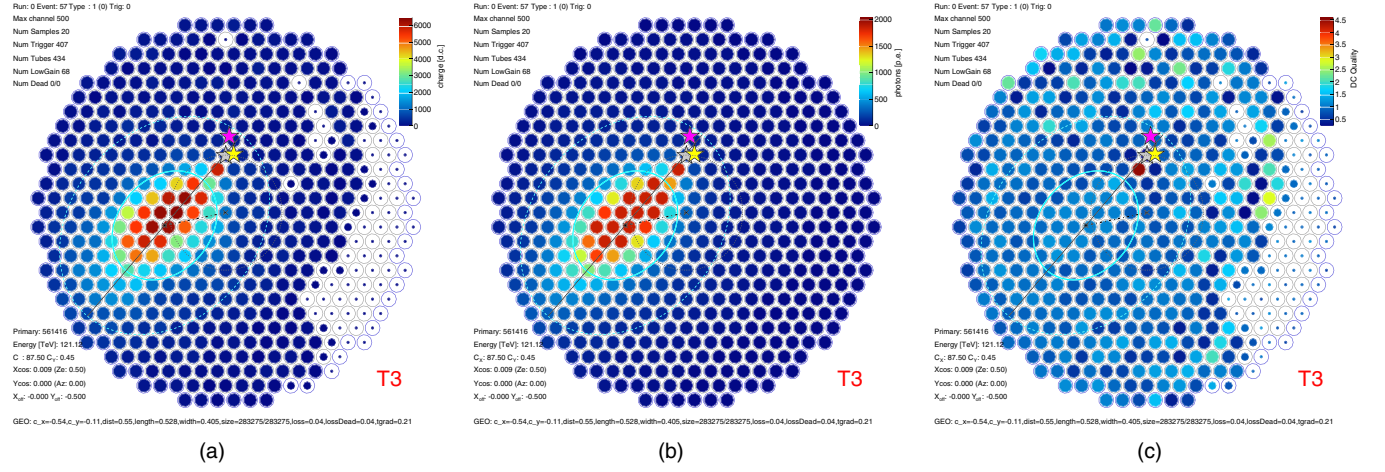 Run: 0 Event: 57 Type : 1 (0) Trig: 0
Max channel 500
Num Samples 20
Num Trigger 407
Num Tubes 434
Num LowGain 68
Num Dead 0/0
6000
5000
4000
3000
2000
1000
0
charge [d.c.]
Primary: 561416
Energy [TeV]: 121.12
C : 87.50 C_Y: 0.45
Xcos: 0.009 (Ze: 0.50)
Ycos: 0.000 (Az: 0.00)
X_off: -0.000 Y_off: -0.500
T3
GEO: c_x=-0.54,c_y=-0.11,dist=0.55,length=0.528,width=0.405,size=283275/283275,loss=0.04,lossDead=0.04,tgrad=0.21
(a)
Run: 0 Event: 57 Type : 1 (0) Trig: 0
Max channel 500
Num Samples 20
Num Trigger 407
Num Tubes 434
Num LowGain 68
Num Dead 0/0
2000
1500
1000
500
0
photons [p.e.]
Primary: 561416
Energy [TeV]: 121.12
C_X: 87.50 C_Y: 0.45
Xcos: 0.009 (Ze: 0.50)
Ycos: 0.000 (Az: 0.00)
X_off: -0.000 Y_off: -0.500
T3
GEO: c_x=-0.54,c_y=-0.11,dist=0.55,length=0.528,width=0.405,size=283275/283275,loss=0.04,lossDead=0.04,tgrad=0.21
(b)
Run: 0 Event: 57 Type : 1 (0) Trig: 0
Max channel 500
Num Samples 20
Num Trigger 407
Num Tubes 434
Num LowGain 68
Num Dead 0/0
4.5
4
3.5
3
2.5
2
1.5
1
0.5
DC Quality
Primary: 561416
Energy [TeV]: 121.12
C_X: 87.50 C_Y: 0.45
Xcos: 0.009 (Ze: 0.50)
Ycos: 0.000 (Az: 0.00)
X_off: -0.000 Y_off: -0.500
T3
GEO: c_x=-0.54,c_y=-0.11,dist=0.55,length=0.528,width=0.405,size=283275/283275,loss=0.04,lossDead=0.04,tgrad=0.21
(c)